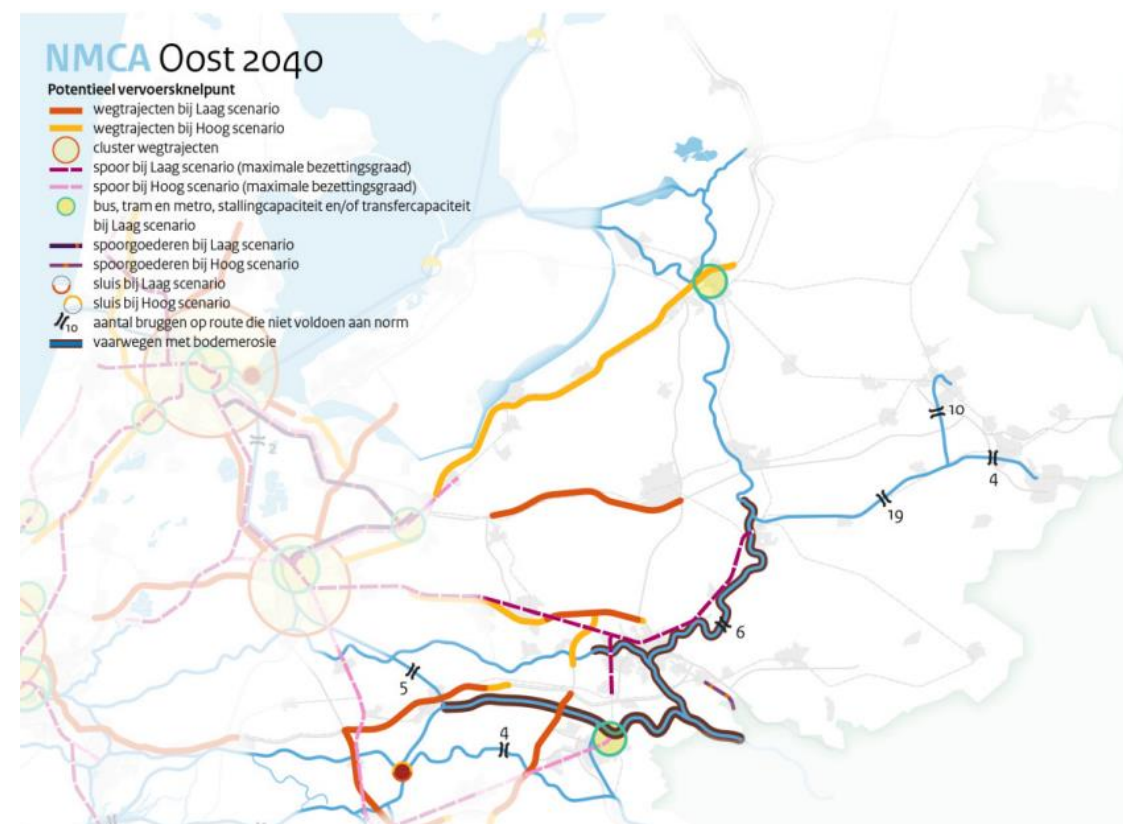 NMCA Oost 2040
Potentieel vervoersknelpunt
wegtrajecten bij Laag scenario
wegtrajecten bij Hoog scenario
cluster wegtrajecten
spoor bij Laag scenario (maximale bezettingsgraad)
spoor bij Hoog scenario (maximale bezettingsgraad)
bus, tram en metro, stallingcapaciteit en/of transfercapaciteit
bij Laag scenario
spoorgoederen bij Laag scenario
spoorgoederen bij Hoog scenario
sluis bij Laag scenario
sluis bij Hoog scenario
10 aantal bruggen op route die niet voldoen aan norm
vaarwegen met bodemerosie
10
2
4
19
6
5
4